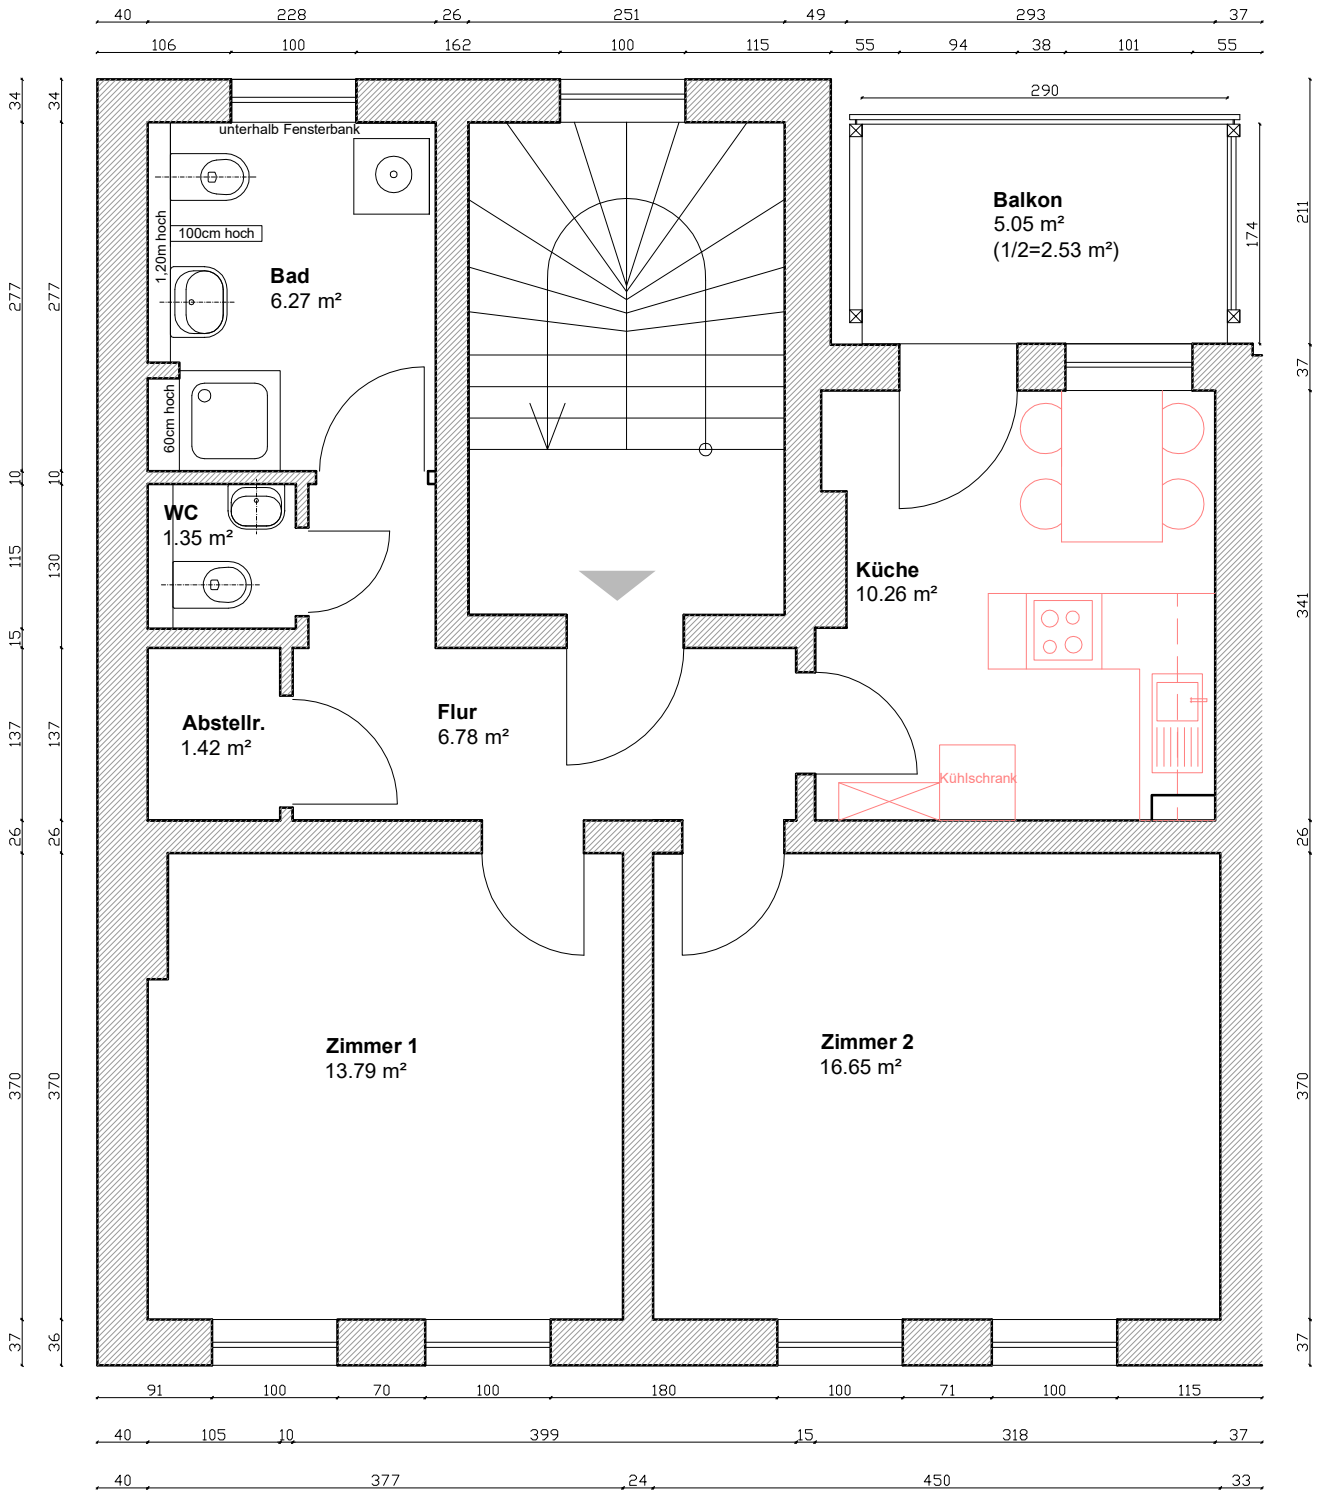 40 228 26 251 49 293 37
106 100 162 100 115 55 94 38 101 55
290
34
34
unterhalb Fensterbank
1,20m hoch
100cm hoch
Bad
6.27 m²
Balkon
5.05 m²
(1/2=2.53 m²)
174
211
277
277
37
60cm hoch
10
10
WC
1.35 m²
115
130
Küche
10.26 m²
341
15
Abstellr.
1.42 m²
Flur
6.78 m²
137
137
Kühlschrank
26
26
26
Zimmer 1
13.79 m²
Zimmer 2
16.65 m²
370
370
370
37
36
37
91 100 70 100 180 100 71 100 115
40 105 10 399 15 318 37
40 377 24 450 33